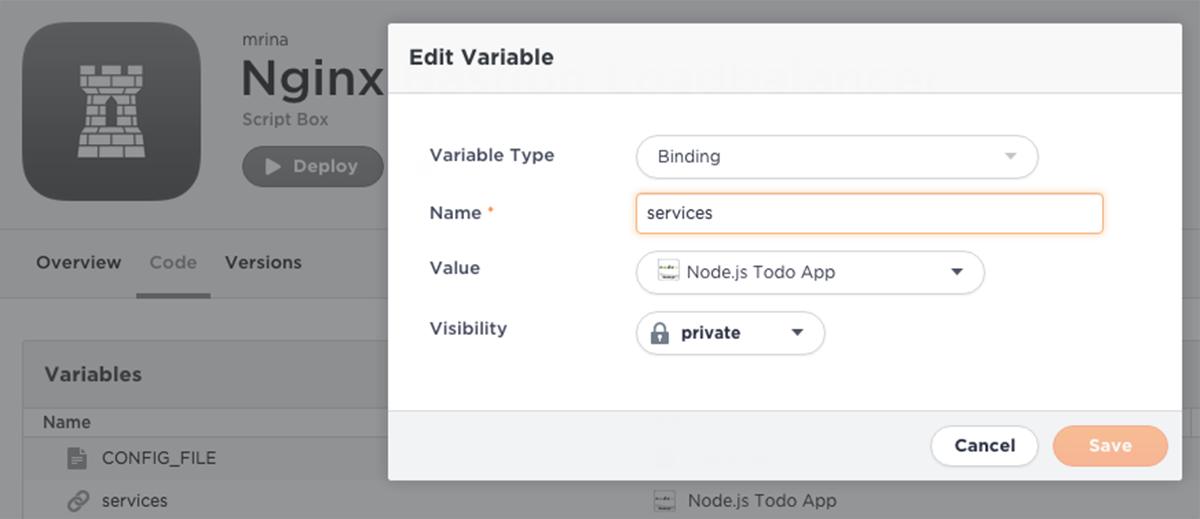 mrina
Nginx
Script Box
Deploy
Overview Code Versions
Variables
Name
CONFIG_FILE
services Node.js Todo App
Edit Variable
Variable Type Binding
Name * services
Value Node.js Todo App
Visibility private
Cancel Save